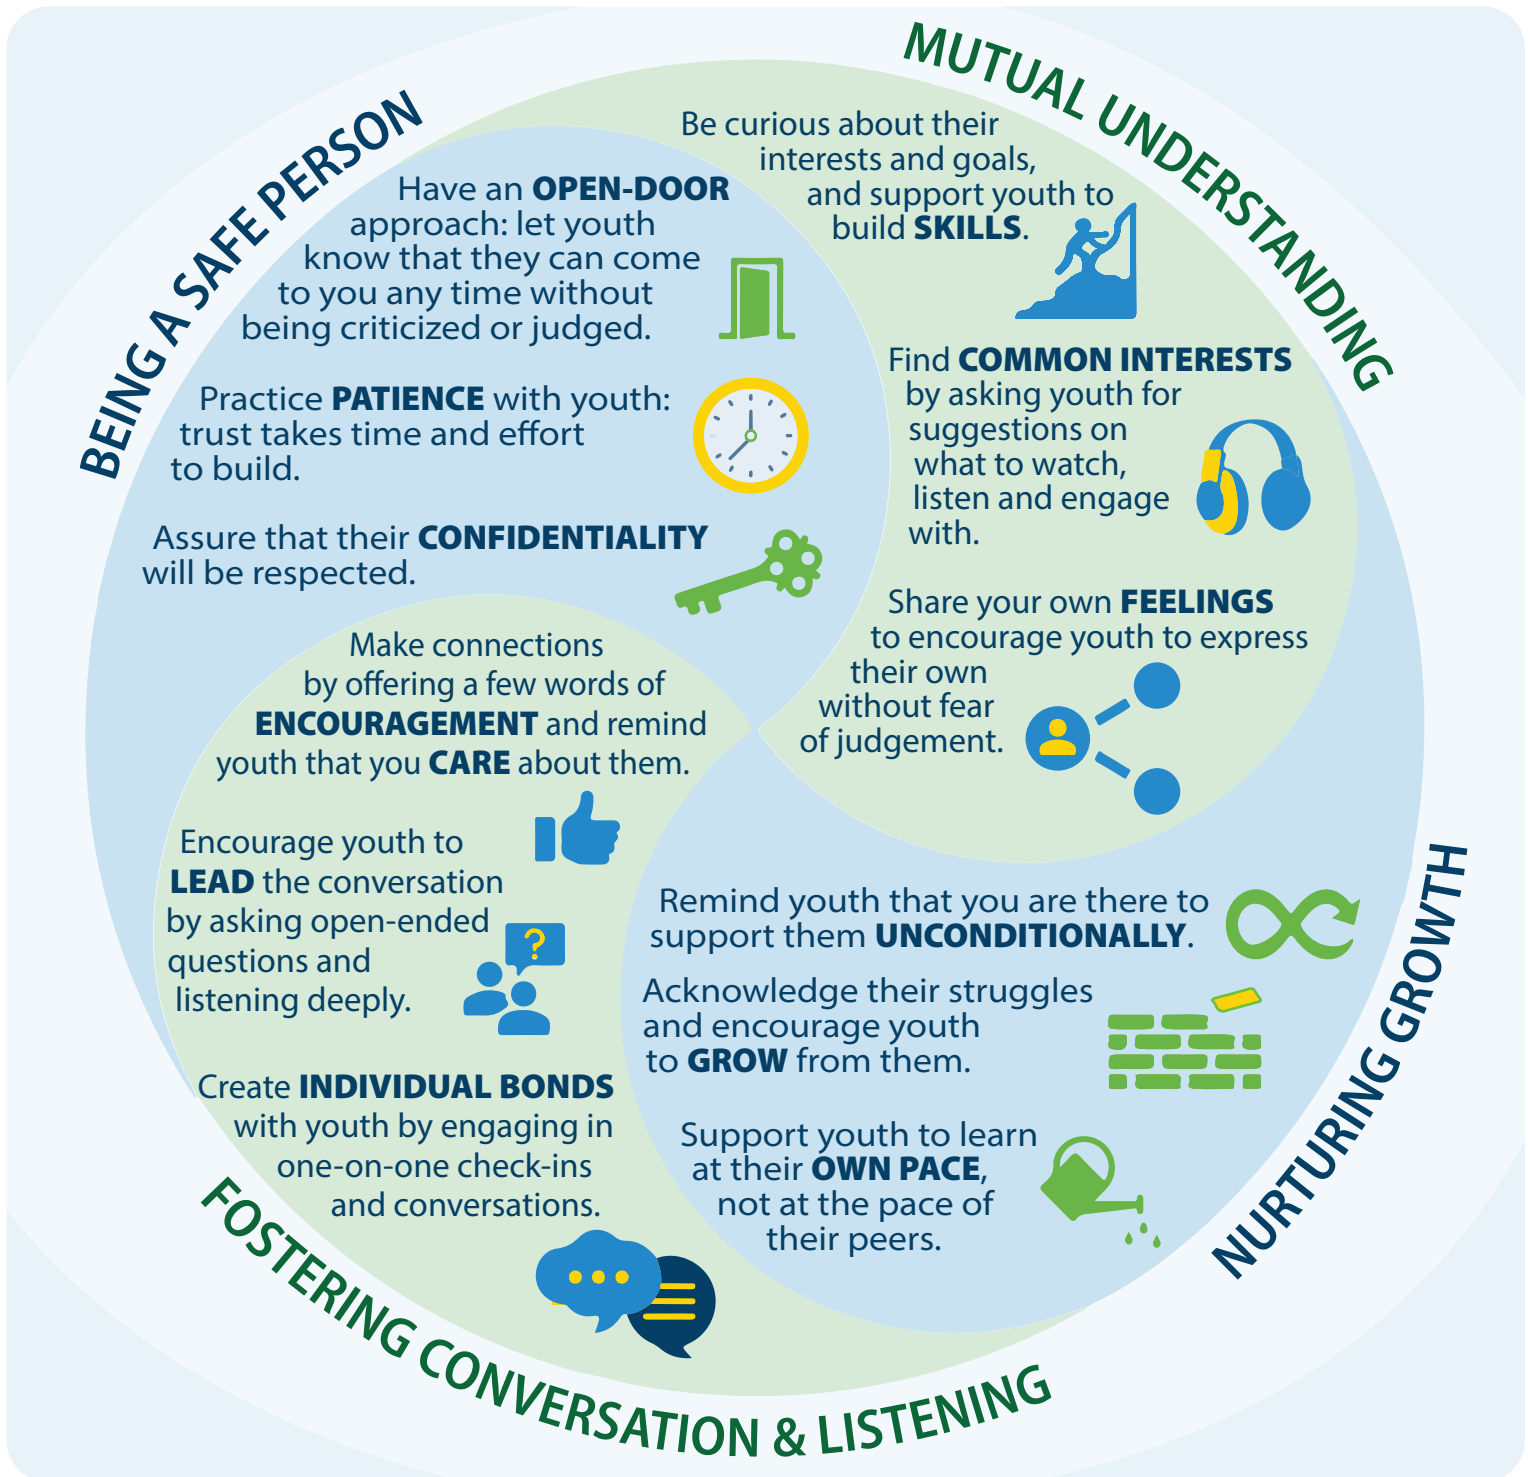 BEING A SAFE PERSON
Have an OPEN-DOOR
approach: let youth
know that they can come
to you any time without
being criticized or judged.
Practice PATIENCE with youth:
trust takes time and effort
to build.
Assure that their CONFIDENTIALITY
will be respected.
MUTUAL UNDERSTANDING
Be curious about their
interests and goals,
and support youth to
build SKILLS.
Find COMMON INTERESTS
by asking youth for
suggestions on
what to watch,
listen and engage
with.
Share your own FEELINGS
to encourage youth to express
their own
without fear
of judgement.
FOSTERING CONVERSATION & LISTENING
Make connections
by offering a few words of
ENCOURAGEMENT and remind
youth that you CARE about them.
Encourage youth to
LEAD the conversation
by asking open-ended
questions and
listening deeply.
?
Create INDIVIDUAL BONDS
with youth by engaging in
one-on-one check-ins
and conversations.
NURTURING GROWTH
Remind youth that you are there to
support them UNCONDITIONALLY.
Acknowledge their struggles
and encourage youth
to GROW from them.
Support youth to learn
at their OWN PACE,
not at the pace of
their peers.